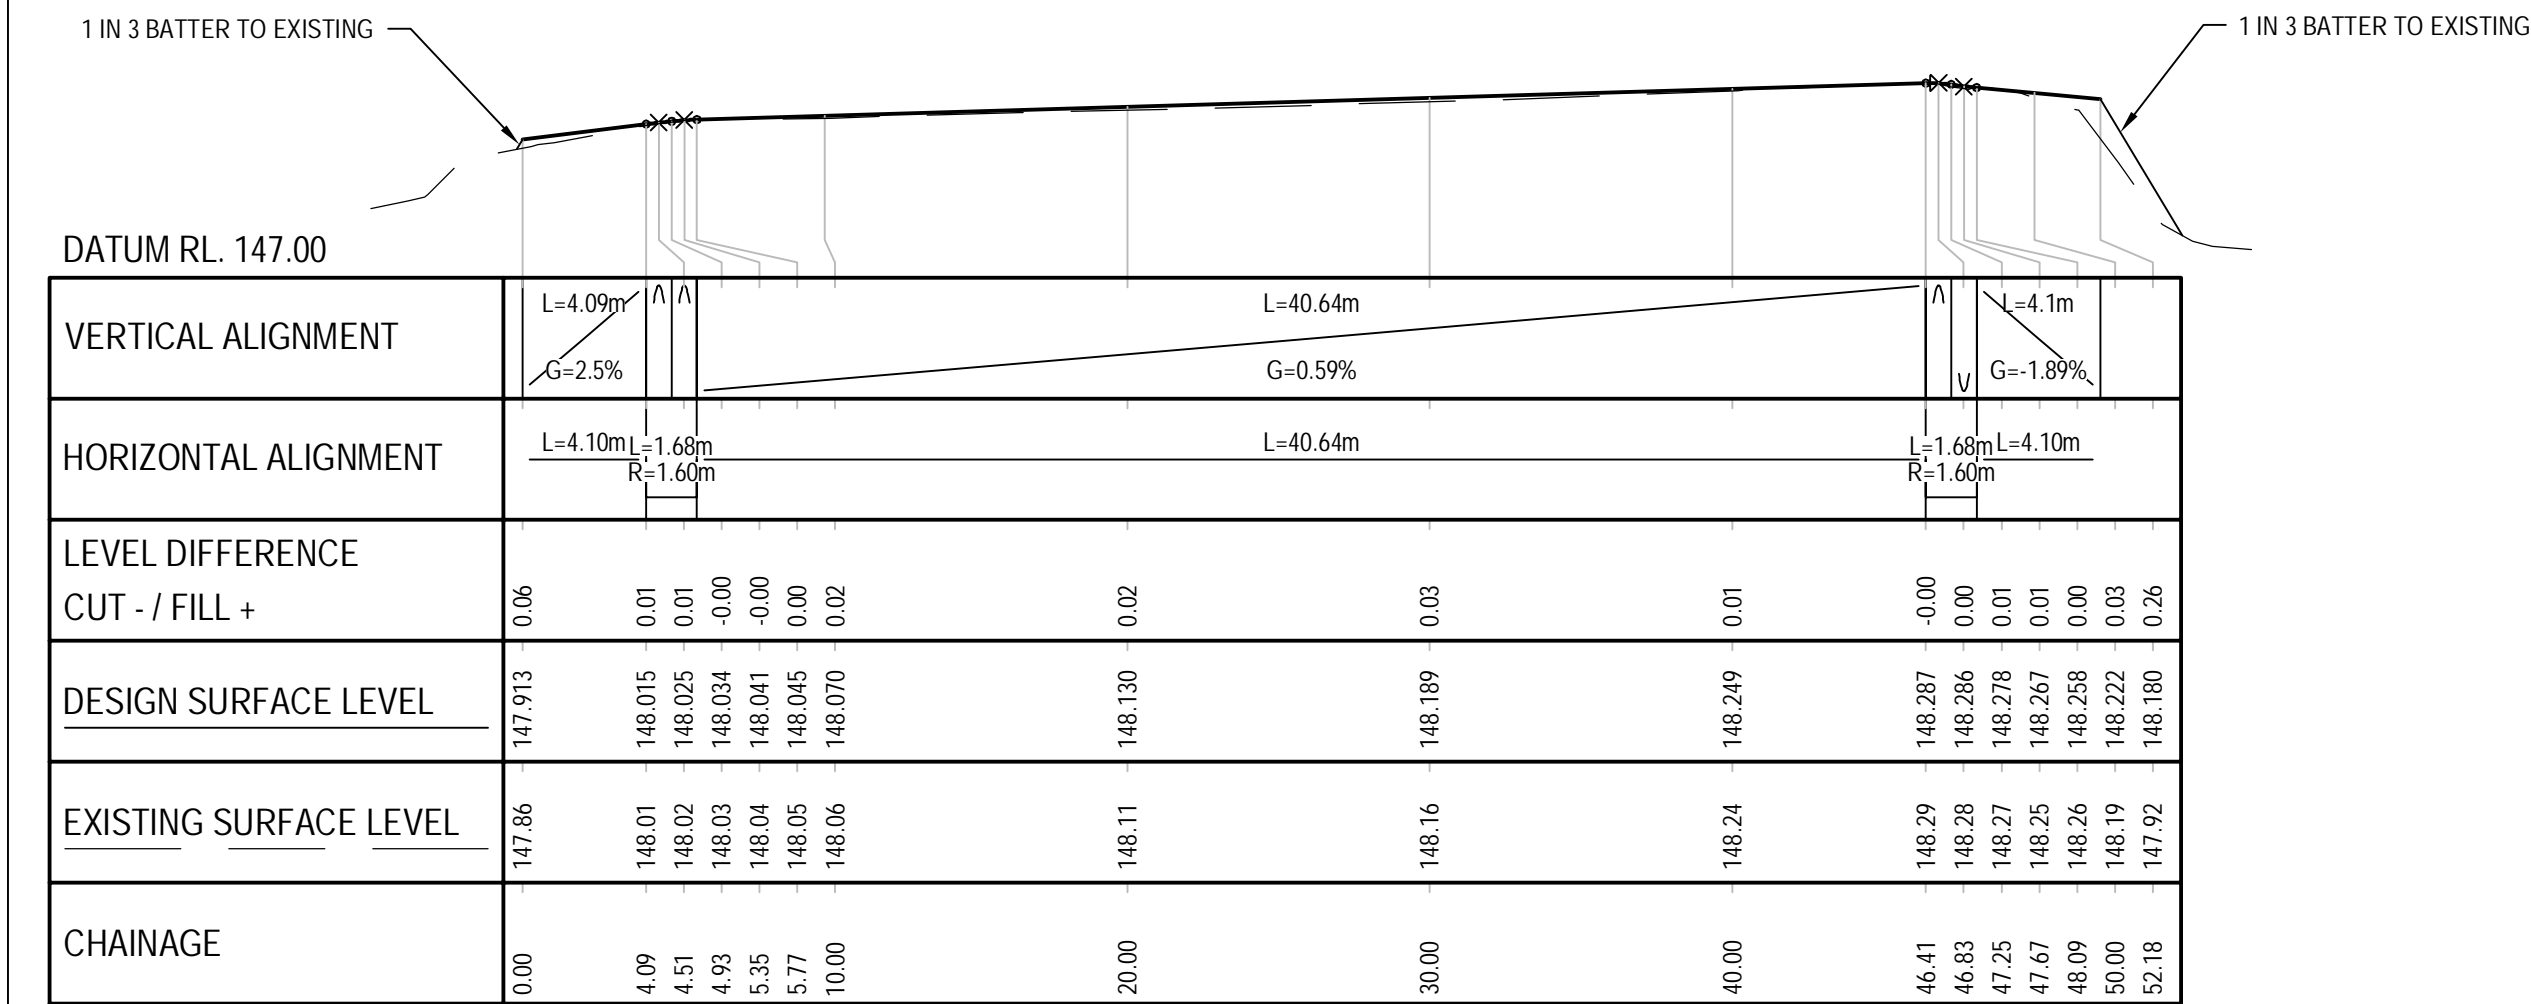 1 IN 3 BATTER TO EXISTING
1 IN 3 BATTER TO EXISTING
DATUM RL. 147.00
VERTICAL ALIGNMENT
L=4.09m
G=2.5%
L=40.64m
G=0.59%
L=4.1m
G=-1.89%
HORIZONTAL ALIGNMENT
L=4.10m
L=1.68m
R=1.60m
L=40.64m
L=1.68m
R=1.60m
L=4.10m
LEVEL DIFFERENCE
CUT - / FILL +
0.06
0.01
0.01
-0.00
-0.00
0.00
0.02
0.02
0.03
0.01
-0.00
0.00
0.01
0.01
0.00
0.03
0.26
DESIGN SURFACE LEVEL
147.913
148.015
148.025
148.034
148.041
148.045
148.070
148.130
148.189
148.249
148.287
148.286
148.278
148.267
148.258
148.222
148.180
EXISTING SURFACE LEVEL
147.86
148.01
148.02
148.03
148.04
148.05
148.06
148.11
148.16
148.24
148.29
148.28
148.27
148.25
148.26
148.19
147.92
CHAINAGE
0.00
4.09
4.51
4.93
5.35
5.77
10.00
20.00
30.00
40.00
46.41
46.83
47.25
47.67
48.09
50.00
52.18